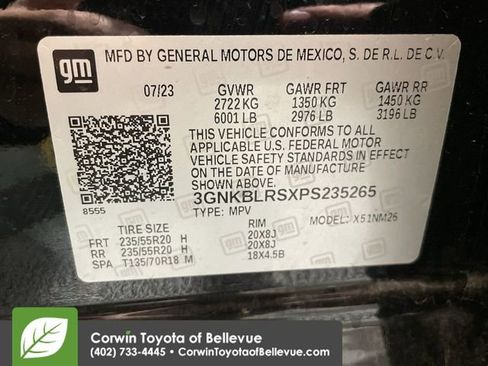 gm
MFD BY GENERAL MOTORS DE MEXICO, S. DE R.L. DE C.V.
07/23 GVWR GAWR FRT GAWR RR
2722 KG 1350 KG 1450 KG
6001 LB 2976 LB 3196 LB
THIS VEHICLE CONFORMS TO ALL
APPLICABLE U.S. FEDERAL MOTOR
VEHICLE SAFETY STANDARDS IN EFFECT
ON THE DATE OF MANUFACTURE
SHOWN ABOVE.
8555 3GNKBLRSXPS235265
TYPE: MPV MODEL: X51NM26
TIRE SIZE RIM
FRT 235/55R20 H 20X8J
RR 235/55R20 H 20X8J
SPA T135/70R18 M 18X4.5B
Corwin Toyota of Bellevue
(402) 733-4445 • CorwinToyotaofBellevue.com